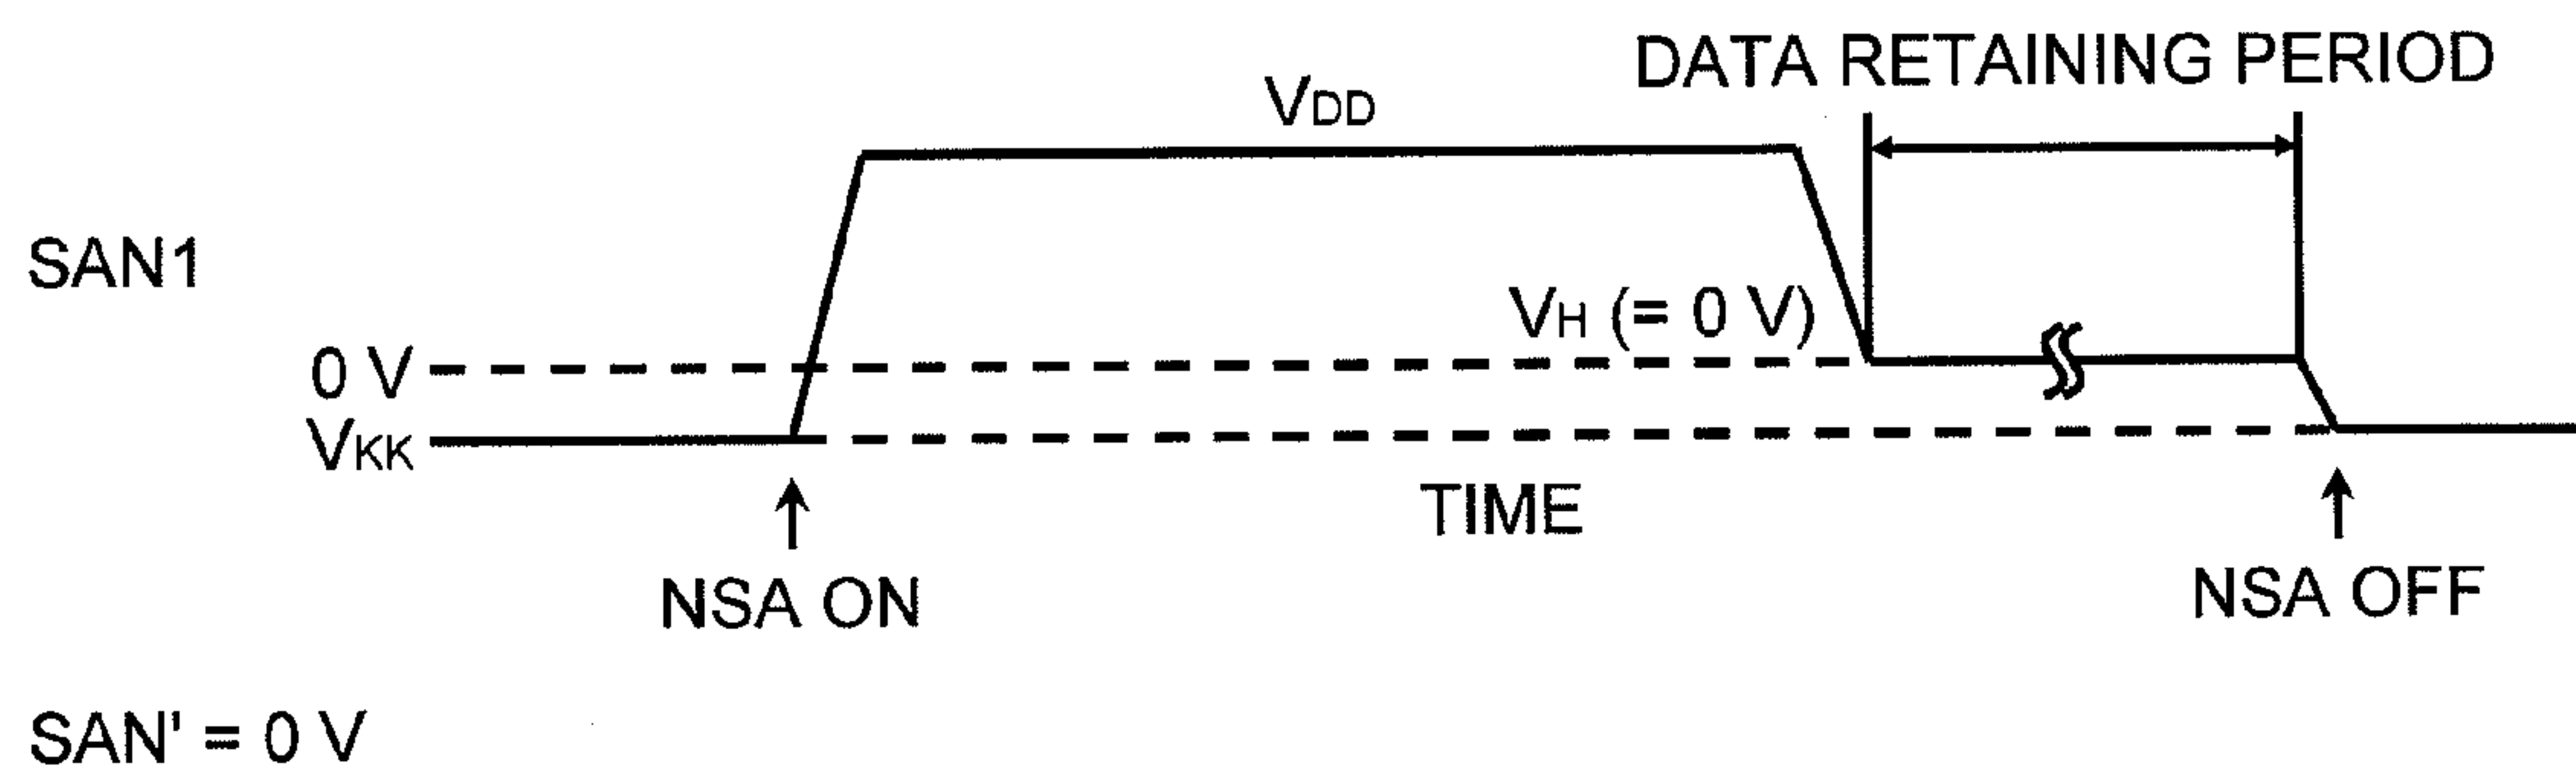 DATA RETAINING PERIOD
VDD
SAN1
VH (= 0 V)
0 V
VKK
TIME
NSA ON
NSA OFF
SAN' = 0 V